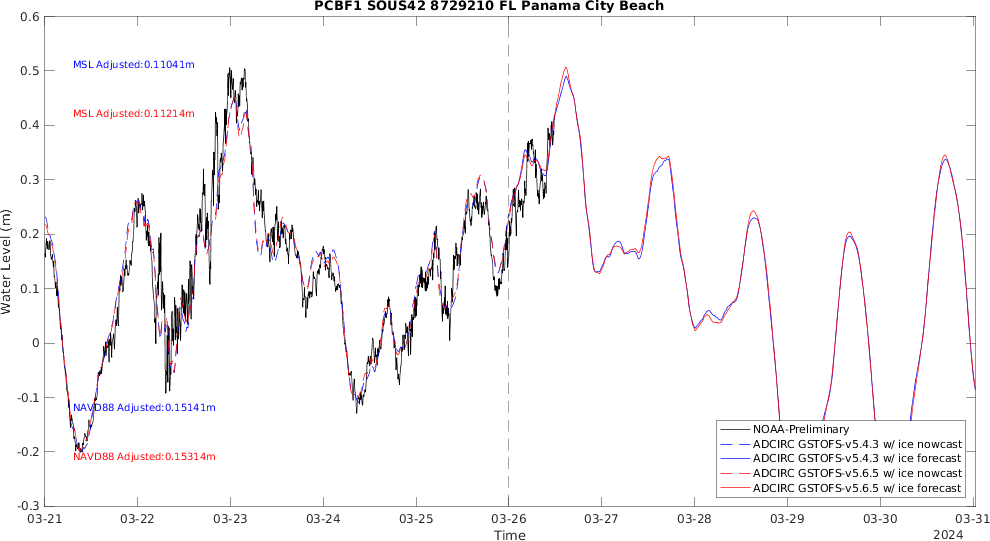 PCBF1 SOUS42 8729210 FL Panama City Beach
0.6
0.5
0.4
0.3
0.2
0.1
0
-0.1
-0.2
-0.3
Water Level (m)
MSL Adjusted:0.11041m
MSL Adjusted:0.11214m
NAVD88 Adjusted:0.15141m
NAVD88 Adjusted:0.15314m
NOAA-Preliminary
ADCIRC GSTOFS-v5.4.3 w/ ice nowcast
ADCIRC GSTOFS-v5.4.3 w/ ice forecast
ADCIRC GSTOFS-v5.6.5 w/ ice nowcast
ADCIRC GSTOFS-v5.6.5 w/ ice forecast
03-21 03-22 03-23 03-24 03-25 03-26 03-27 03-28 03-29 03-30 03-31
Time
2024